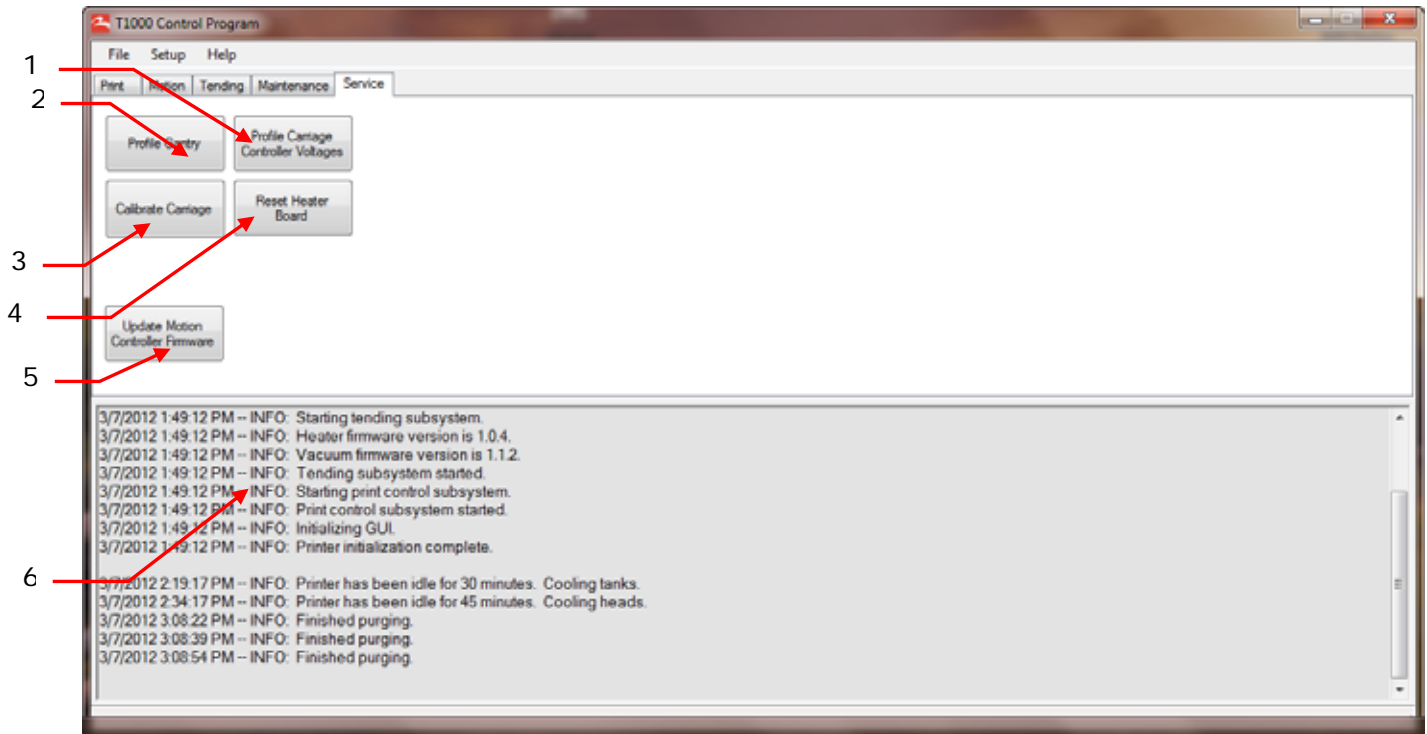 T1000 Control Program
File Setup Help
Print Motion Tending Maintenance Service
1
2
Profile Gantry
Profile Carriage
Controller Voltages
Calibrate Carriage
Reset Heater
Board
3
4
Update Motion
Controller Firmware
5
3/7/2012 1:49:12 PM -- INFO: Starting tending subsystem.
3/7/2012 1:49:12 PM -- INFO: Heater firmware version is 1.0.4.
3/7/2012 1:49:12 PM -- INFO: Vacuum firmware version is 1.1.2.
3/7/2012 1:49:12 PM -- INFO: Tending subsystem started.
3/7/2012 1:49:12 PM -- INFO: Starting print control subsystem.
3/7/2012 1:49:12 PM -- INFO: Print control subsystem started.
3/7/2012 1:49:12 PM -- INFO: Initializing GUI.
3/7/2012 1:49:12 PM -- INFO: Printer initialization complete.
6
3/7/2012 2:19:17 PM -- INFO: Printer has been idle for 30 minutes. Cooling tanks.
3/7/2012 2:34:17 PM -- INFO: Printer has been idle for 45 minutes. Cooling heads.
3/7/2012 3:08:22 PM -- INFO: Finished purging.
3/7/2012 3:08:39 PM -- INFO: Finished purging.
3/7/2012 3:08:54 PM -- INFO: Finished purging.